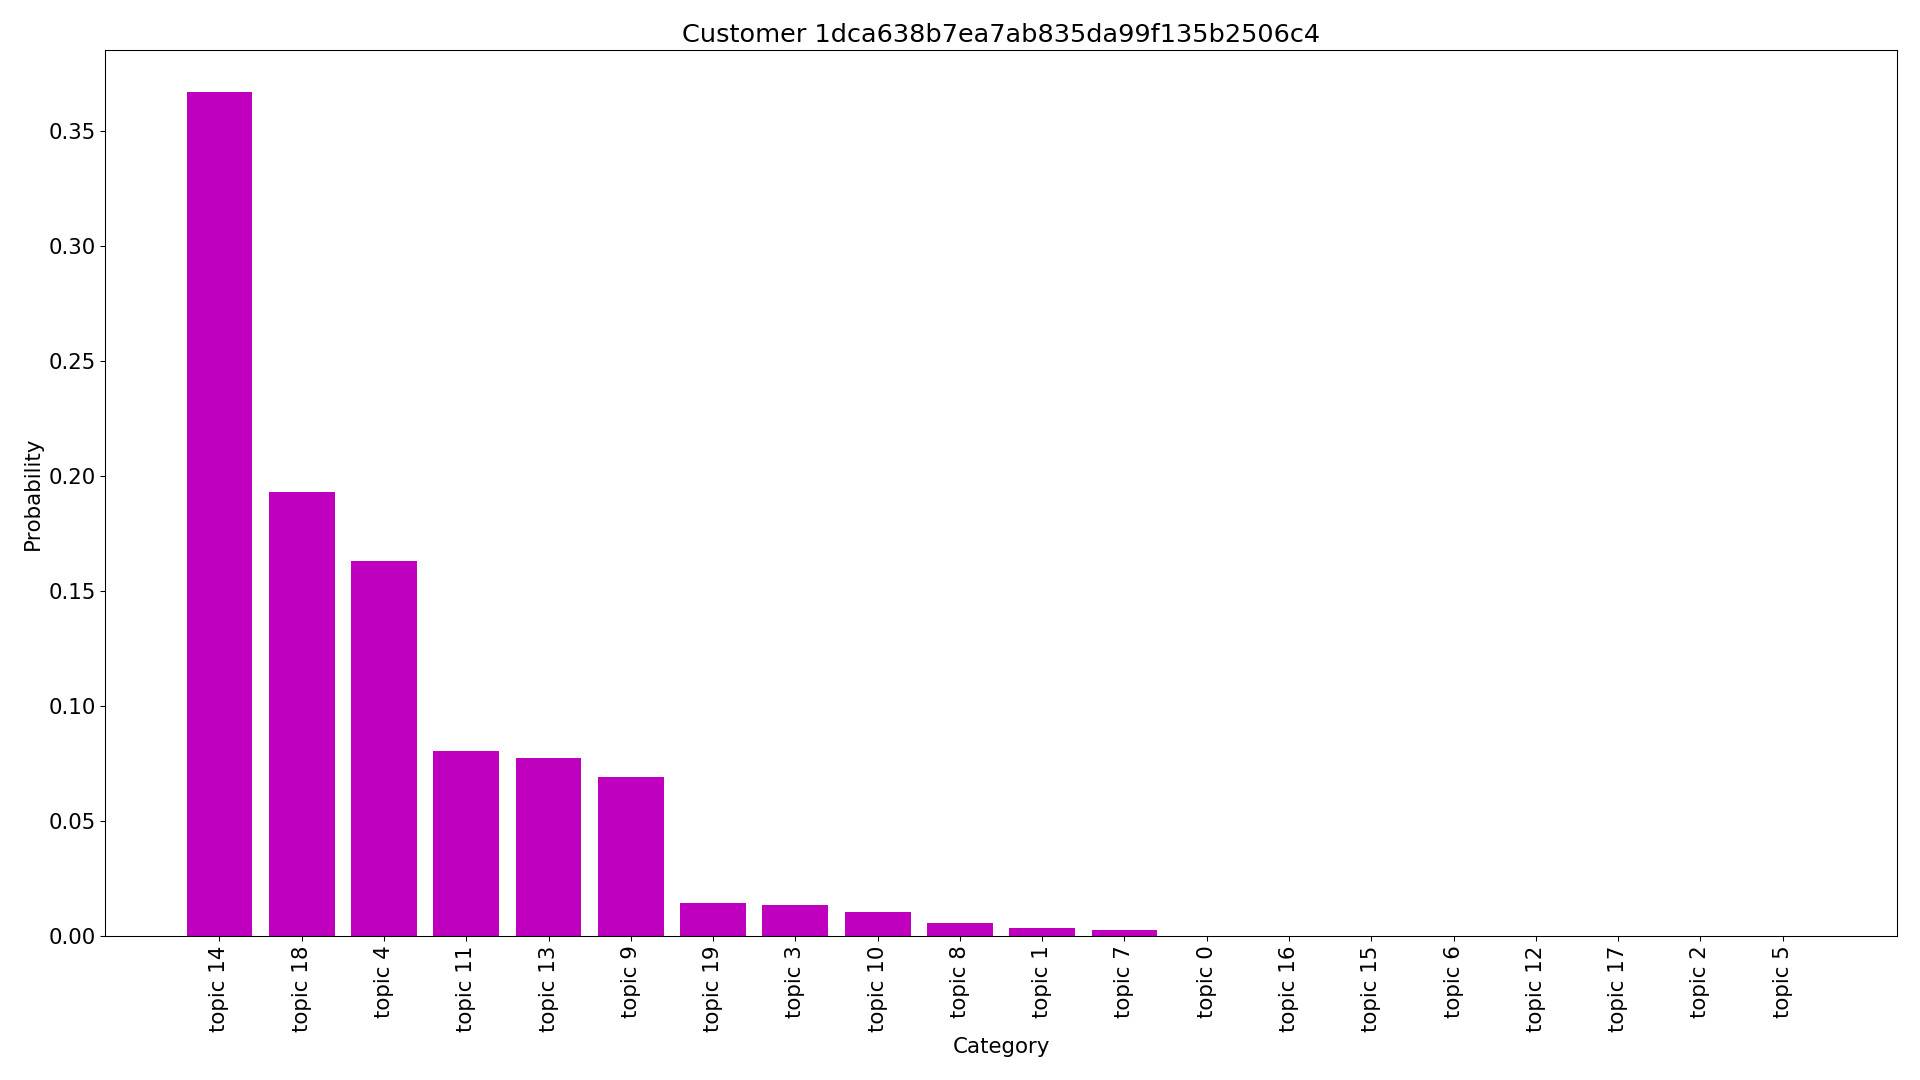 Customer 1dca638b7ea7ab835da99f135b2506c4
Probability
0.35
0.30
0.25
0.20
0.15
0.10
0.05
0.00
topic 14
topic 18
topic 4
topic 11
topic 13
topic 9
topic 19
topic 3
topic 10
topic 8
topic 1
topic 7
topic 0
topic 16
topic 15
topic 6
topic 12
topic 17
topic 2
topic 5
Category